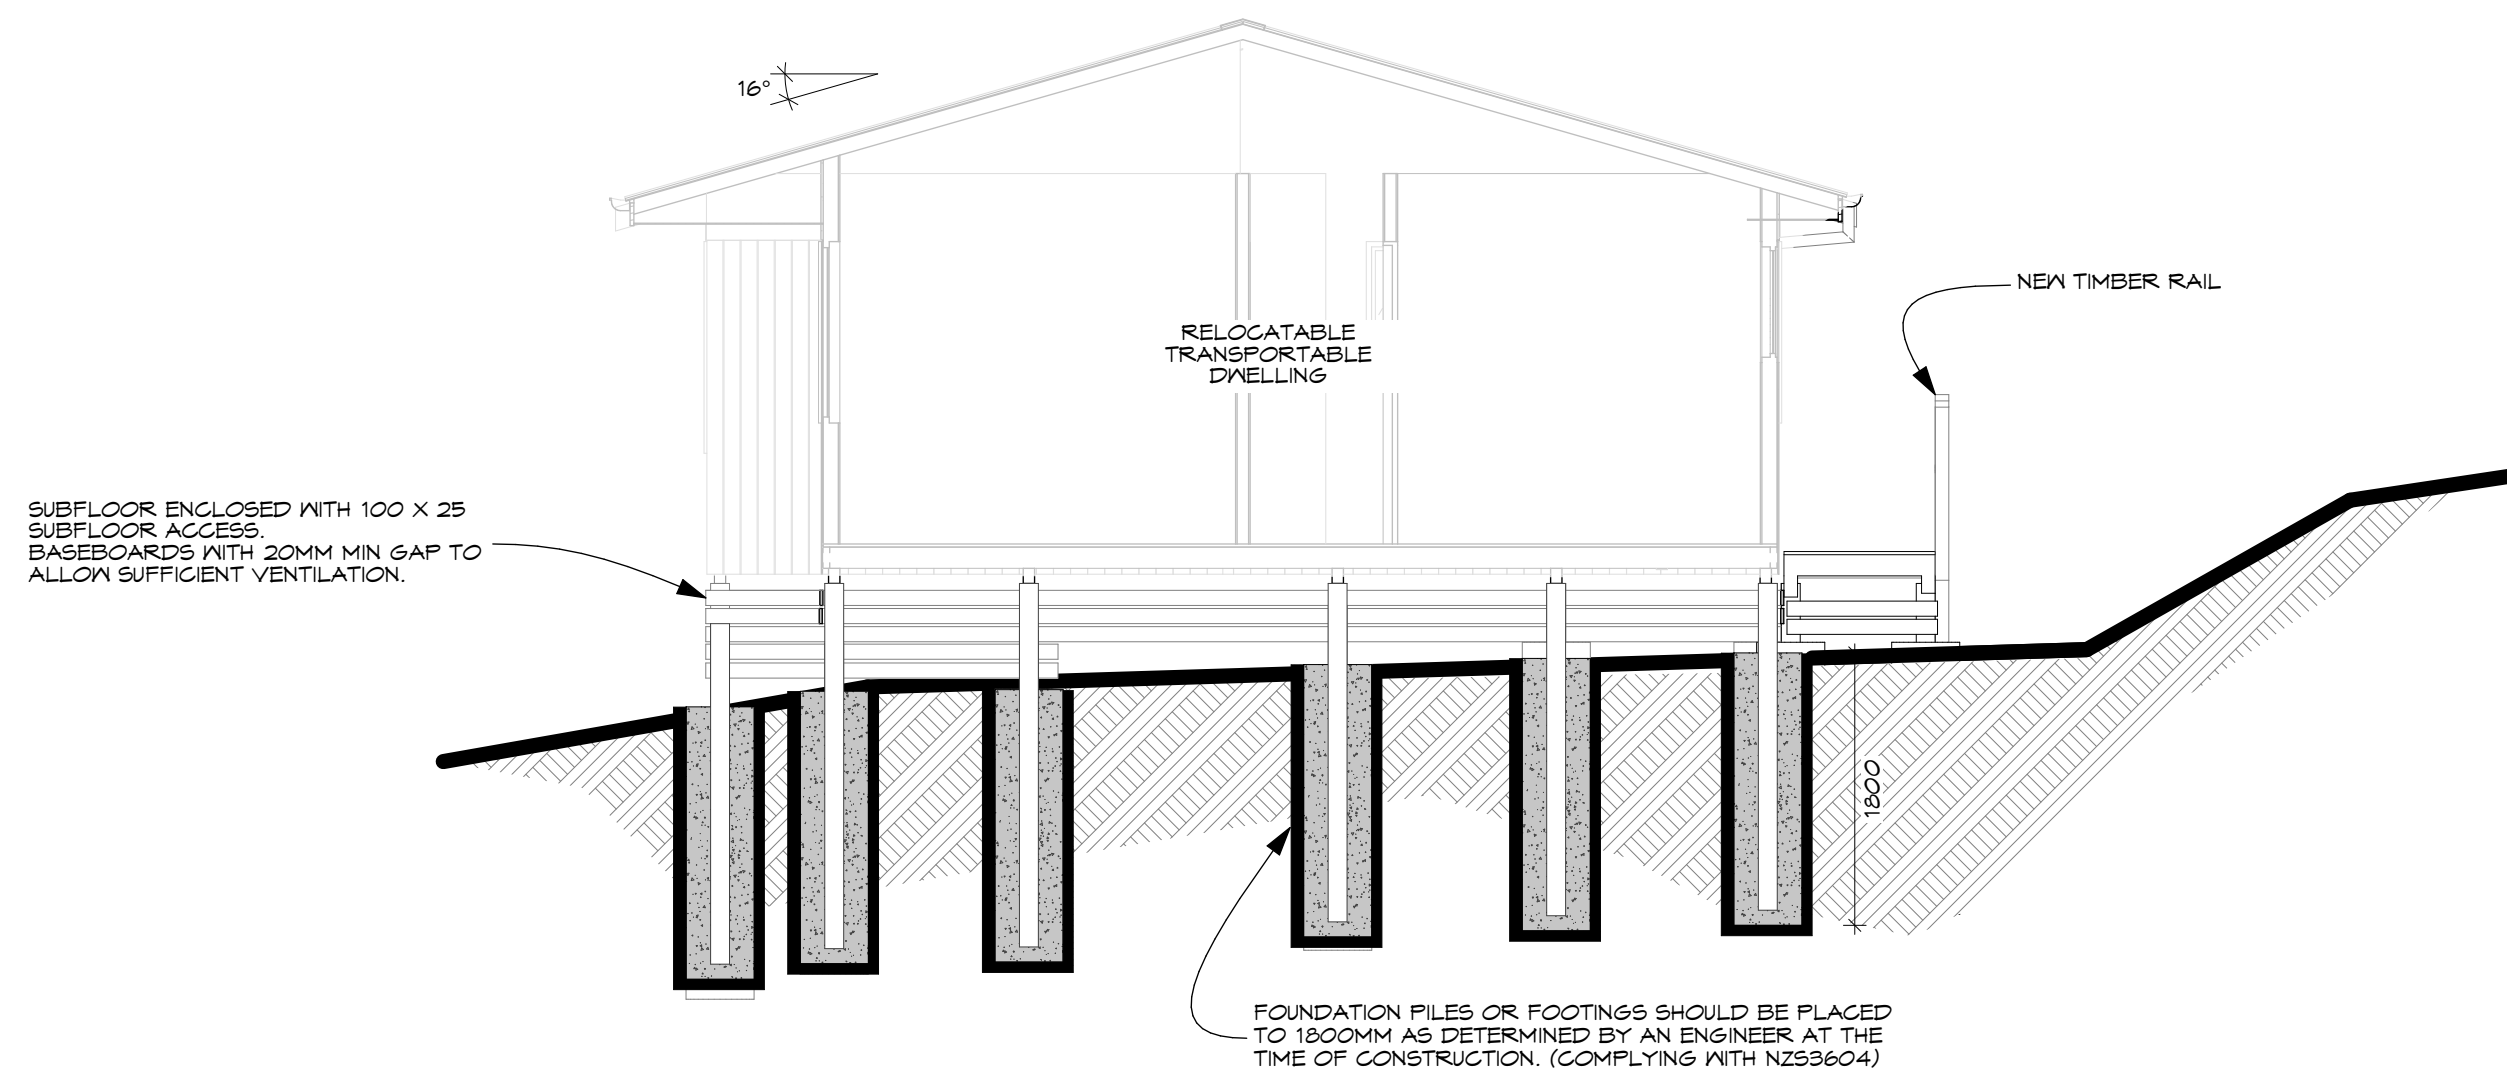 16°
NEW TIMBER RAIL
RELOCATABLE
TRANSPORTABLE
DWELLING
SUBFLOOR ENCLOSED WITH 100 X 25
SUBFLOOR ACCESS.
BASEBOARDS WITH 20MM MIN GAP TO
ALLOW SUFFICIENT VENTILATION.
1800
FOUNDATION PILES OR FOOTINGS SHOULD BE PLACED
TO 1800MM AS DETERMINED BY AN ENGINEER AT THE
TIME OF CONSTRUCTION. (COMPLYING WITH NZS3604)